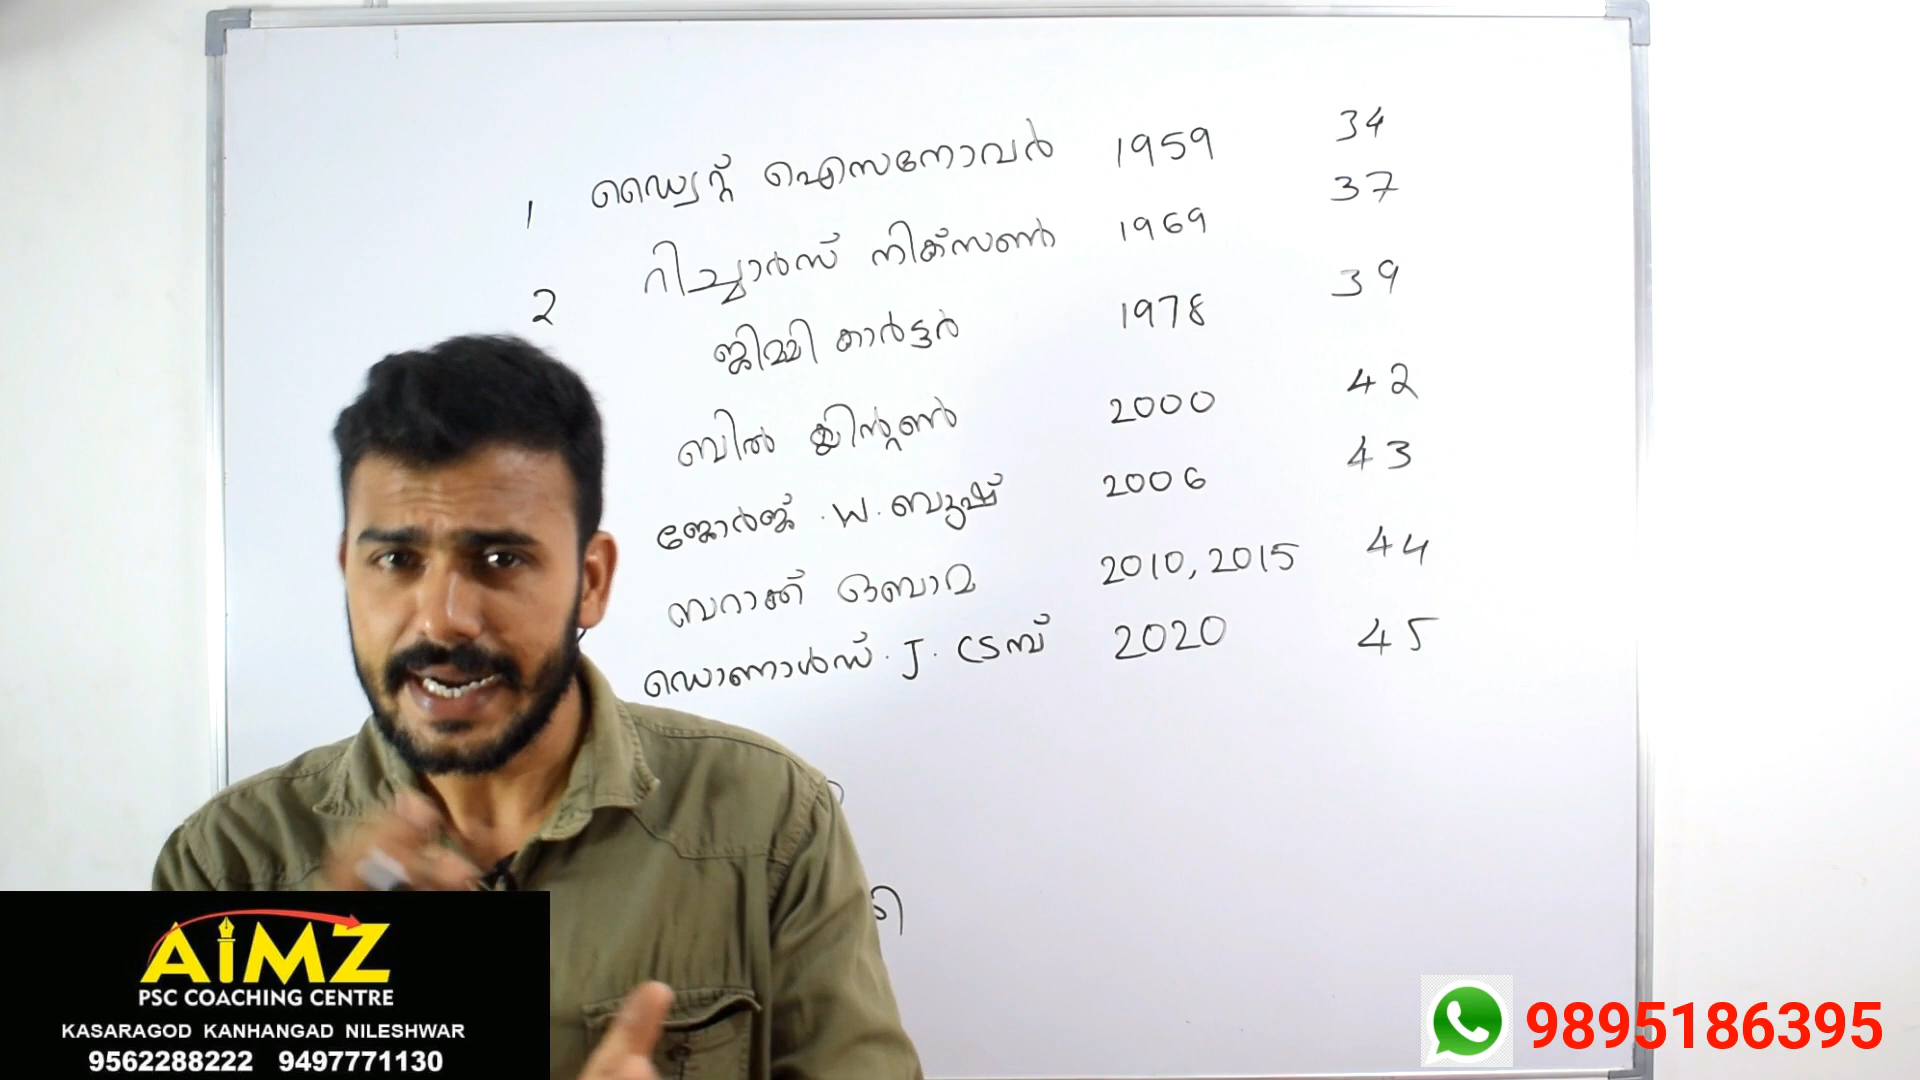 1 ഡ്വൈറ്റ് ഐസനോവർ 1959 34
2 റിച്ചാർഡ് നിക്സൺ 1969 37
ജിമ്മി കാർട്ടർ 1978 39
ബിൽ ക്ലിന്റൺ 2000 42
ജോർജ് .W. ബുഷ് 2006 43
ബറാക്ക് ഒബാമ 2010, 2015 44
ഡൊണാൾഡ്. J. ട്രമ്പ് 2020 45
AiMZ
PSC COACHING CENTRE
KASARAGOD KANHANGAD NILESHWAR
9562288222 9497771130
9895186395